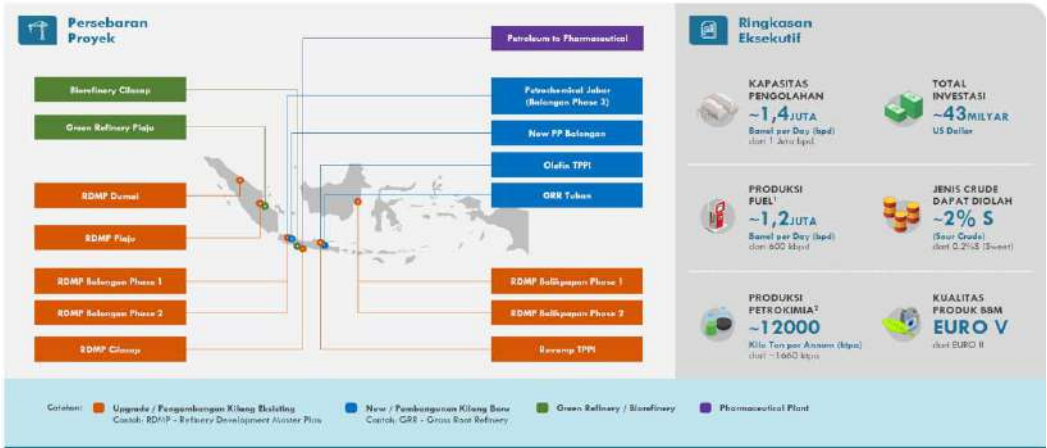 Persebaran
Proyek
Petroleum to Pharmaceutical
Biorefinery Cilacap
Green Refinery Plaju
RDMP Dumai
RDMP Plaju
RDMP Balongan Phase 1
RDMP Balongan Phase 2
RDMP Cilacap
Petrochemical Jabar
(Balongan Phase 3)
New PP Balongan
Olefin TPPI
GRR Tuban
RDMP Balikpapan Phase 1
RDMP Balikpapan Phase 2
Revamp TPPI
Ringkasan
Eksekutif
KAPASITAS
PENGOLAHAN
~1,4JUTA
Barrel per Day (bpd)
dari 1 Juta bpd
TOTAL
INVESTASI
~43MILYAR
US Dollar
PRODUKSI
FUEL¹
~1,2JUTA
Barrel per Day (bpd)
dari 600 kbpd
JENIS CRUDE
DAPAT DIOLAH
~2% S
(Sour Crude)
dari 0.2%S (Sweet)
PRODUKSI
PETROKIMIA²
~12000
Kilo Ton per Annum (ktpa)
dari ~1660 ktpa
KUALITAS
PRODUK BBM
EURO V
dari EURO II
Catatan:
Upgrade / Pengembangan Kilang Eksisting
Contoh: RDMP - Refinery Development Master Plan
New / Pembangunan Kilang Baru
Contoh: GRR - Grass Root Refinery
Green Refinery / Biorefinery
Pharmaceutical Plant